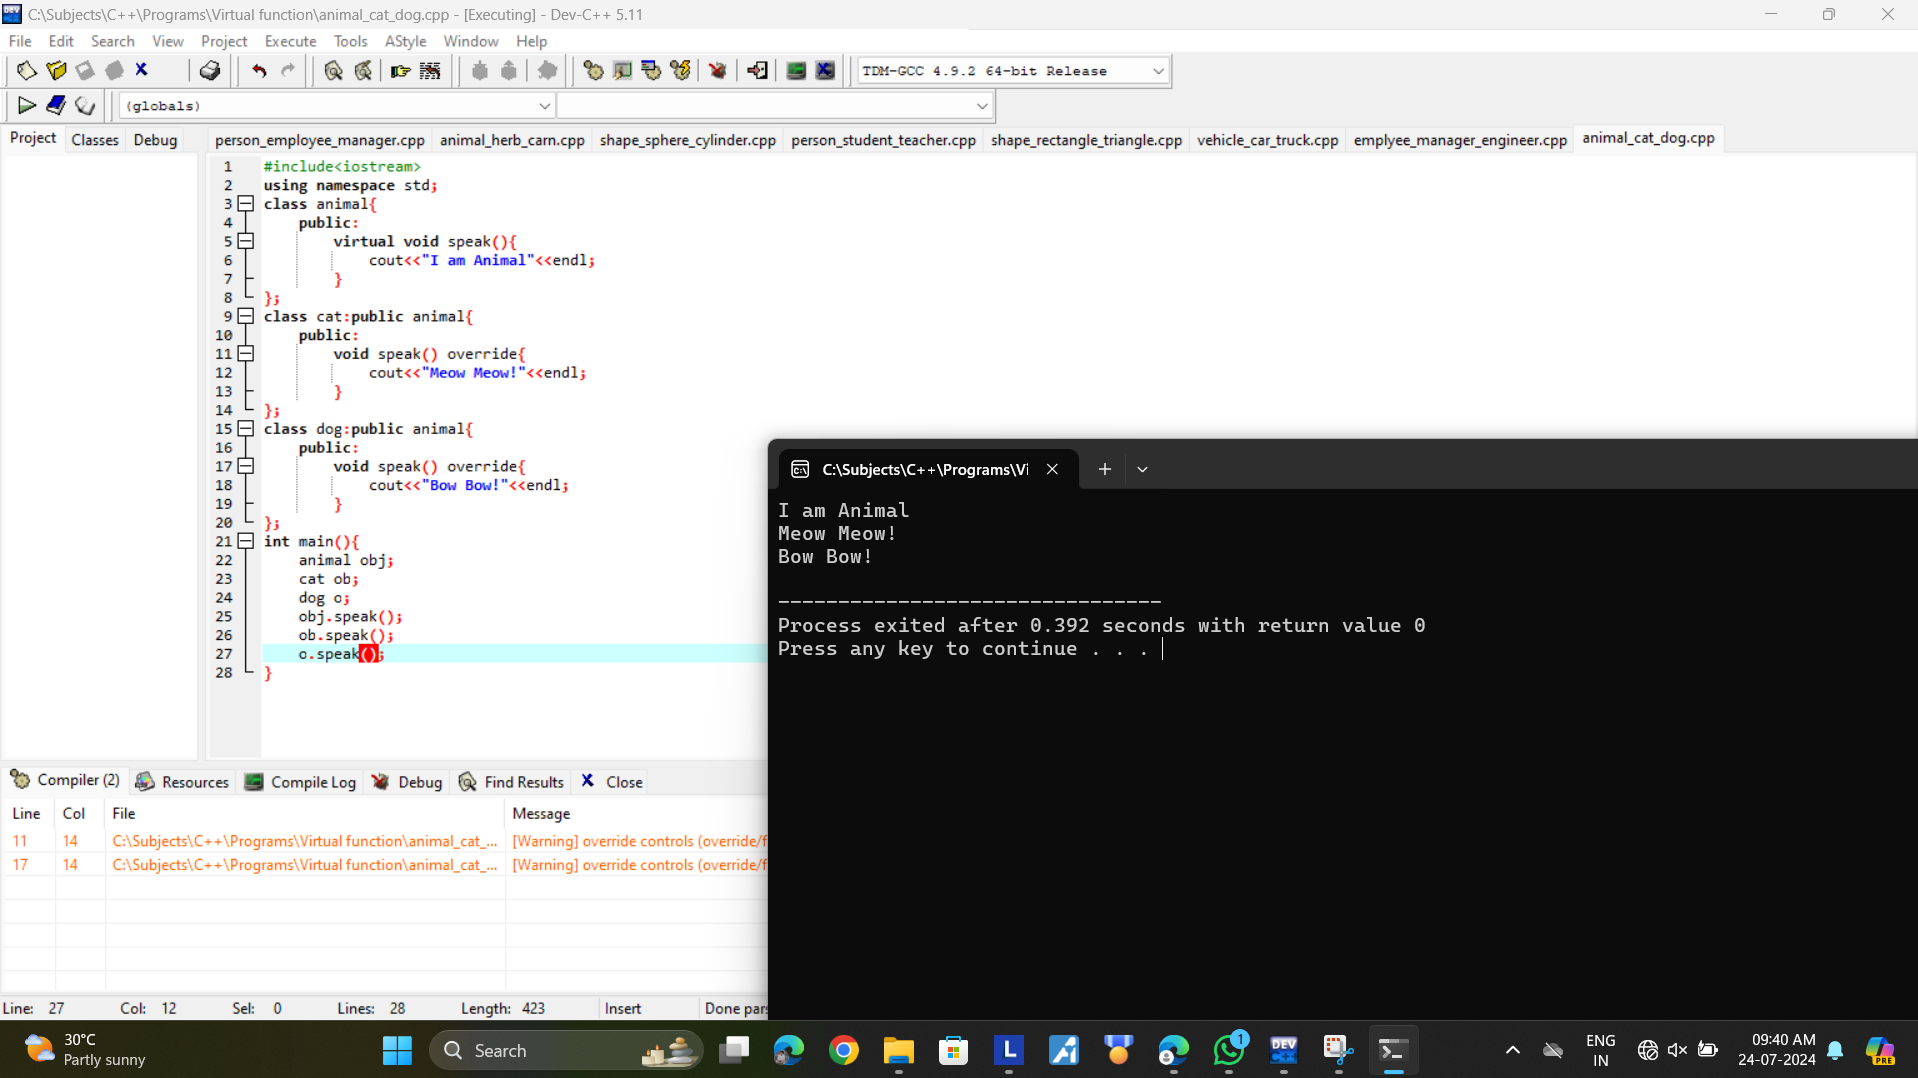 C:\Subjects\C++\Programs\Virtual function\animal_cat_dog.cpp - [Executing] - Dev-C++ 5.11
File Edit Search View Project Execute Tools AStyle Window Help
TDM-GCC 4.9.2 64-bit Release
(globals)
Project Classes Debug
person_employee_manager.cpp animal_herb_carn.cpp shape_sphere_cylinder.cpp person_student_teacher.cpp shape_rectangle_triangle.cpp vehicle_car_truck.cpp emplyee_manager_engineer.cpp animal_cat_dog.cpp
1 #include<iostream>
2 using namespace std;
3 class animal{
4 public:
5 virtual void speak(){
6 cout<<"I am Animal"<<endl;
7 }
8 };
9 class cat:public animal{
10 public:
11 void speak() override{
12 cout<<"Meow Meow!"<<endl;
13 }
14 };
15 class dog:public animal{
16 public:
17 void speak() override{
18 cout<<"Bow Bow!"<<endl;
19 }
20 };
21 int main(){
22 animal obj;
23 cat ob;
24 dog o;
25 obj.speak();
26 ob.speak();
27 o.speak();
28 }
C:\Subjects\C++\Programs\Vi
I am Animal
Meow Meow!
Bow Bow!
--------------------------------
Process exited after 0.392 seconds with return value 0
Press any key to continue . . .
Compiler (2) Resources Compile Log Debug Find Results Close
Line Col File Message
11 14 C:\Subjects\C++\Programs\Virtual function\animal_cat_... [Warning] override controls (override/f
17 14 C:\Subjects\C++\Programs\Virtual function\animal_cat_... [Warning] override controls (override/f
Line: 27 Col: 12 Sel: 0 Lines: 28 Length: 423 Insert Done pars
30°C
Partly sunny
Search
L
1
DEV
ENG
IN
09:40 AM
24-07-2024
PRE